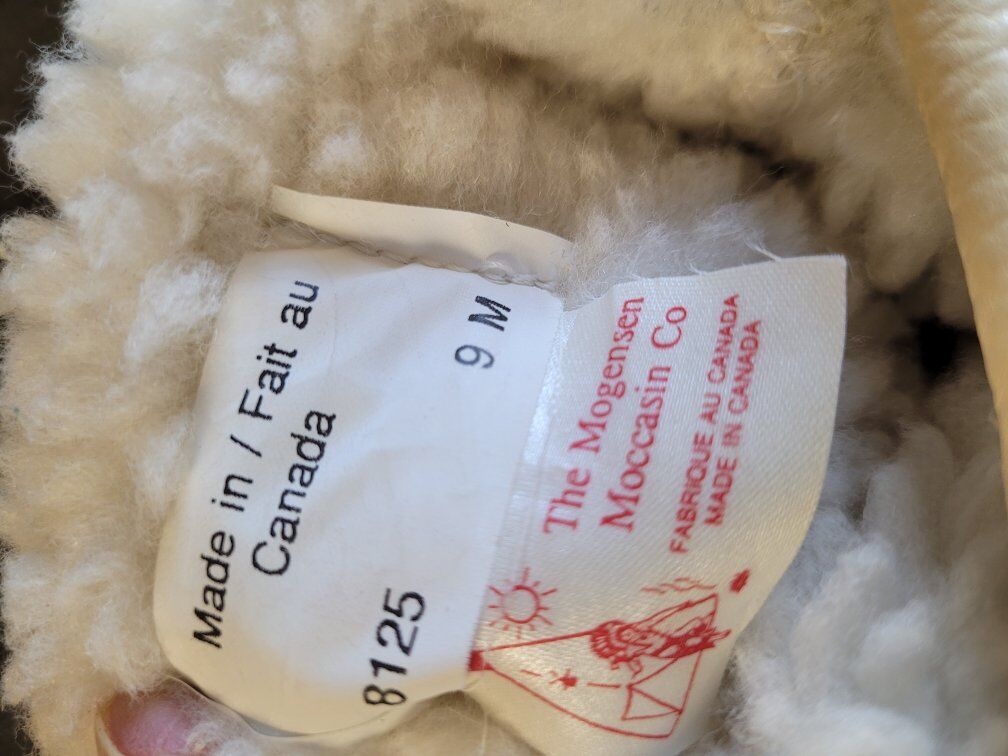 Made in / Fait au
Canada
8125 9 M
The Mogensen
Moccasin Co
FABRIQUE AU CANADA
MADE IN CANADA